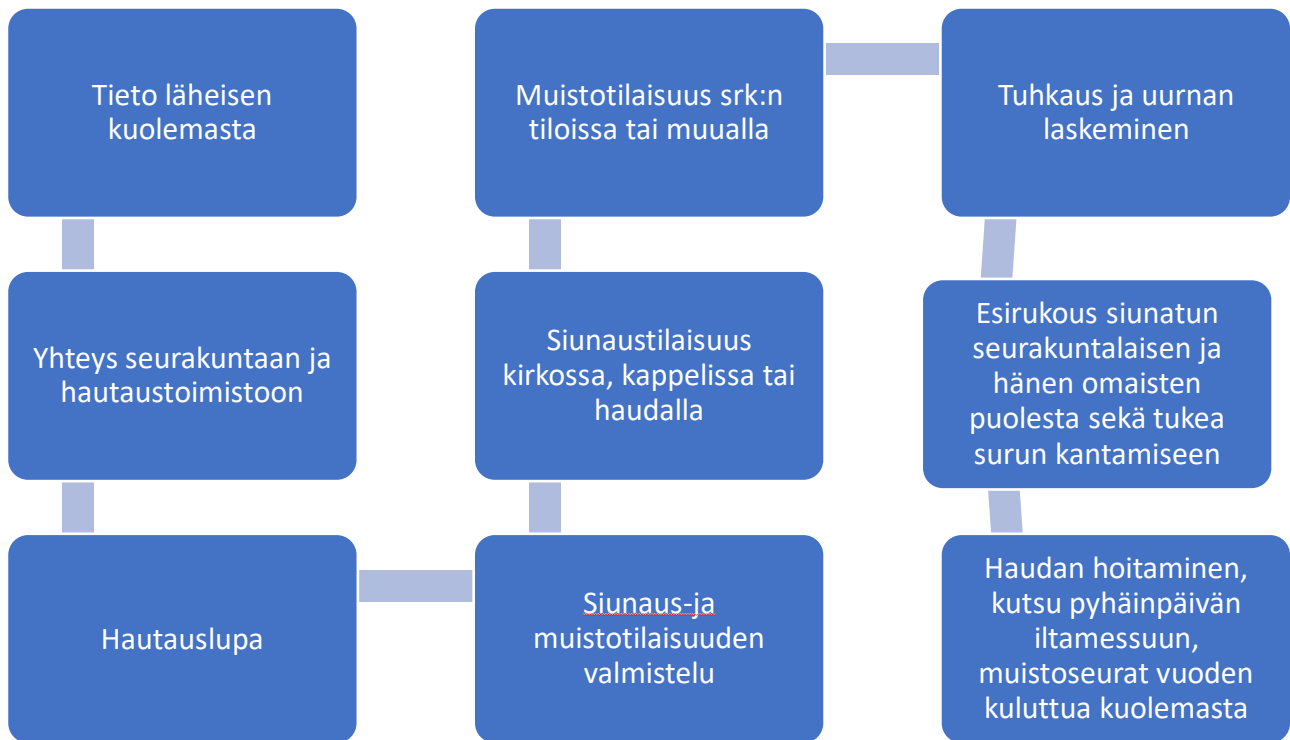 Tieto läheisen
kuolemasta
Yhteys seurakuntaan ja
hautaustoimistoon
Hautauslupa
Siunaus-ja
muistotilaisuuden
valmistelu
Siunaustilaisuus
kirkossa, kappelissa tai
haudalla
Muistotilaisuus srk:n
tiloissa tai muualla
Tuhkaus ja uurnan
laskeminen
Esirukous siunatun
seurakuntalaisen ja
hänen omaisten
puolesta sekä tukea
surun kantamiseen
Haudan hoitaminen,
kutsu pyhäinpäivän
iltamessuun,
muistoseurat vuoden
kuluttua kuolemasta